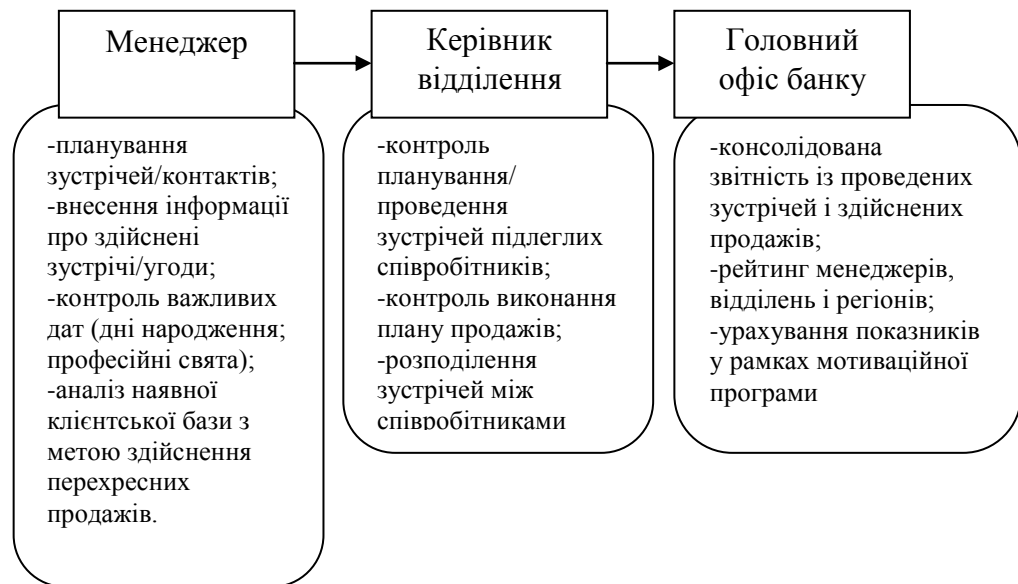 Менеджер
-планування
зустрічей/контактів;
-внесення інформації
про здійснені
зустрічі/угоди;
-контроль важливих
дат (дні народження;
професійні свята);
-аналіз наявної
клієнтської бази з
метою здійснення
перехресних
продажів.
Керівник
відділення
-контроль
планування/
проведення
зустрічей підлеглих
співробітників;
-контроль виконання
плану продажів;
-розподілення
зустрічей між
співробітниками
Головний
офіс банку
-консолідована
звітність із проведених
зустрічей і здійснених
продажів;
-рейтинг менеджерів,
відділень і регіонів;
-урахування показників
у рамках мотиваційної
програми